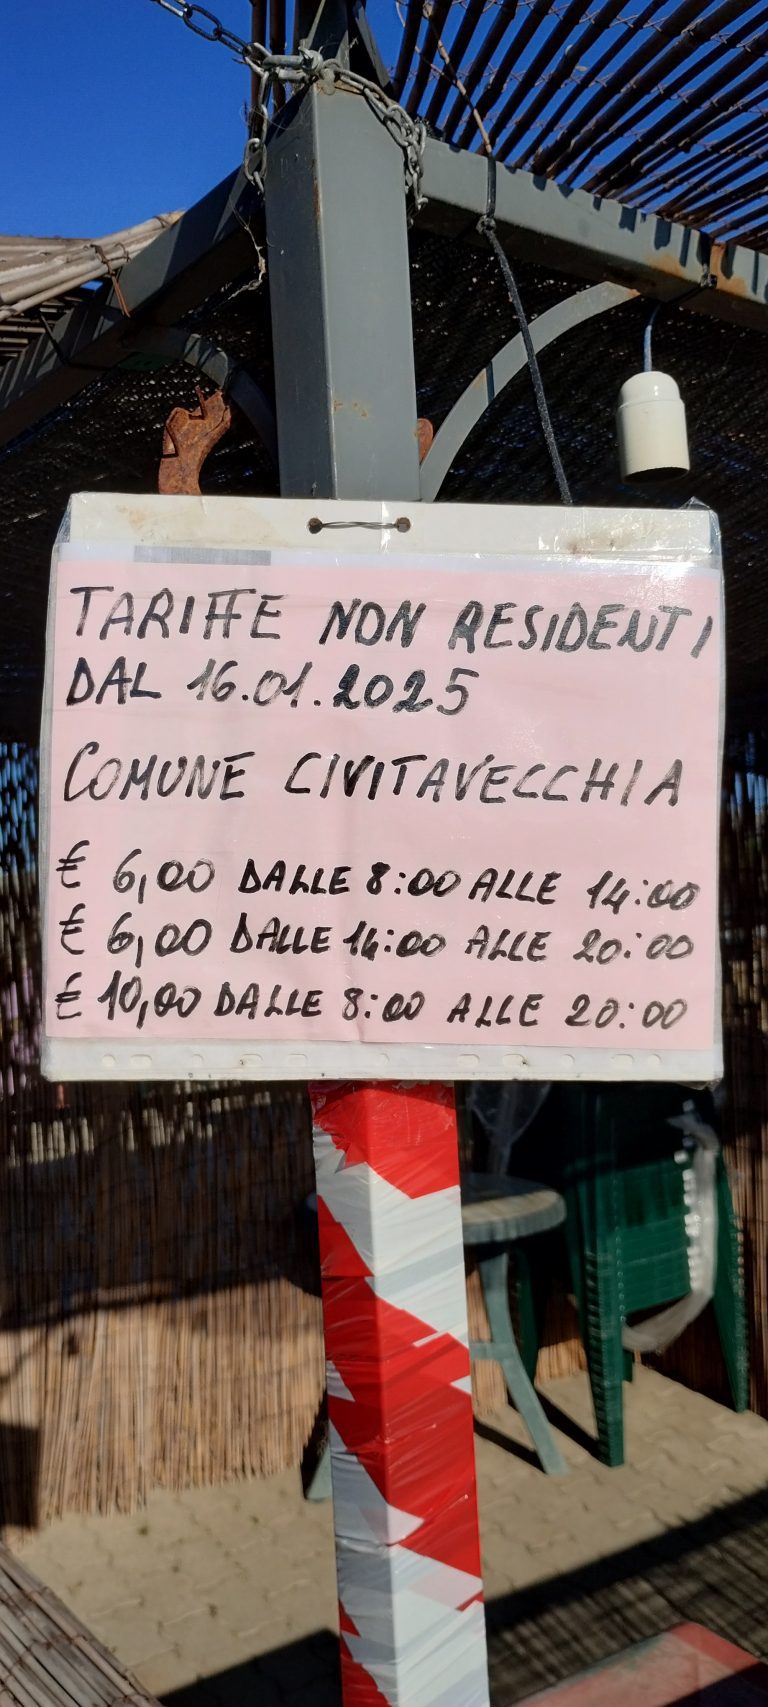 TARIFFE NON RESIDENTI
DAL 16.01.2025
COMUNE CIVITAVECCHIA
€ 6,00 DALLE 8:00 ALLE 14:00
€ 6,00 DALLE 14:00 ALLE 20:00
€ 10,00 DALLE 8:00 ALLE 20:00